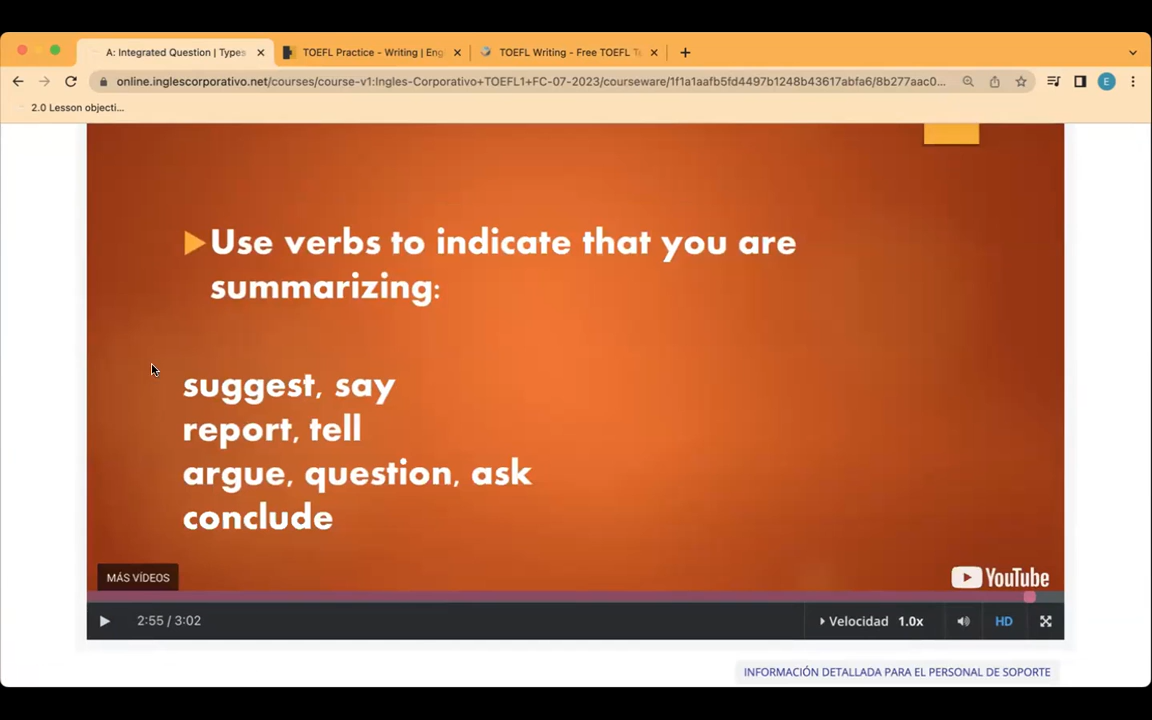 A: Integrated Question | Types
TOEFL Practice - Writing | Eng
TOEFL Writing - Free TOEFL Te
online.inglescorporativo.net/courses/course-v1:Ingles-Corporativo+TOEFL1+FC-07-2023/courseware/1f1a1aafb5fd4497b1248b43617abfa6/8b277aac0...
E
2.0 Lesson objecti...
Use verbs to indicate that you are
summarizing:
suggest, say
report, tell
argue, question, ask
conclude
MÁS VÍDEOS
YouTube
2:55 / 3:02
Velocidad 1.0x
HD
INFORMACIÓN DETALLADA PARA EL PERSONAL DE SOPORTE